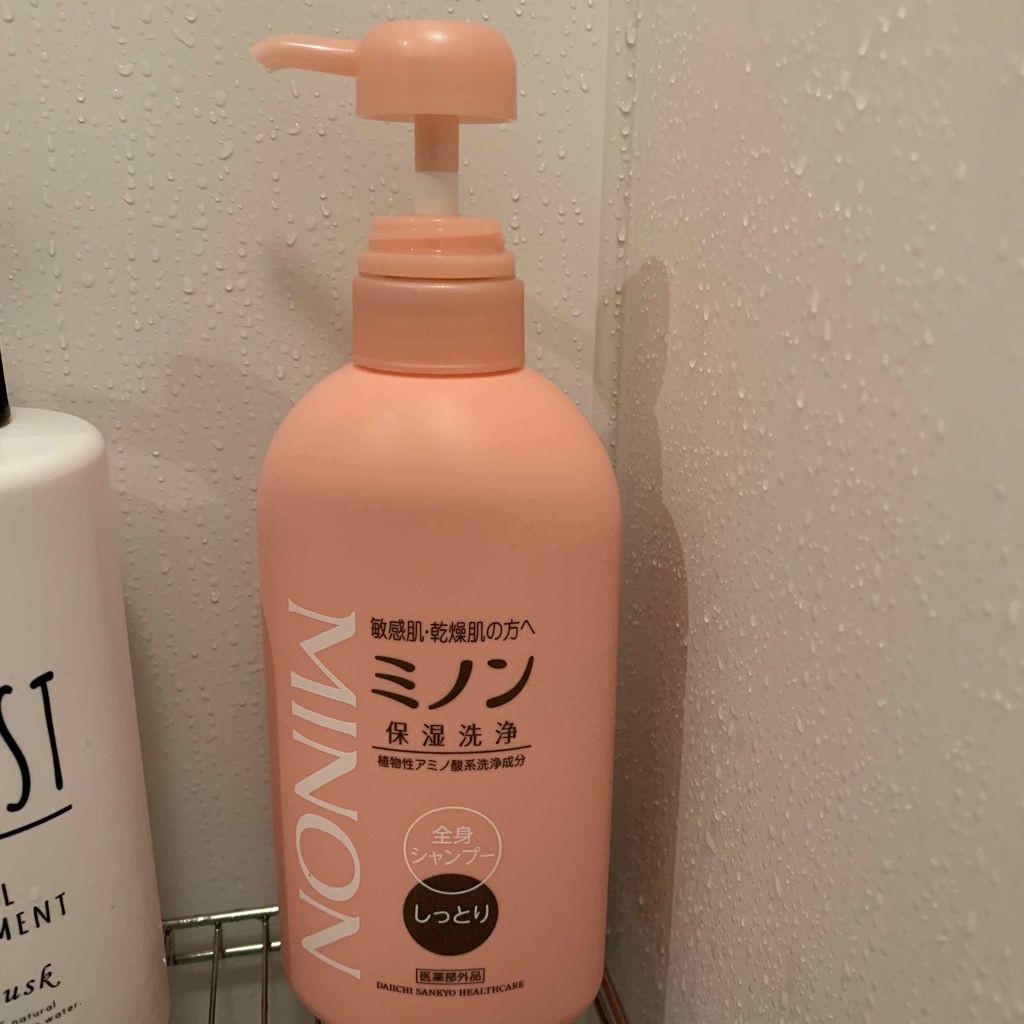 敏感肌・乾燥肌の方へ
ミノン
保湿洗浄
植物性アミノ酸系洗浄成分
MINON
全身
シャンプー
しっとり
医薬部外品
DAIICHI SANKYO HEALTHCARE
ST
L
MENT
usk
natural
water.